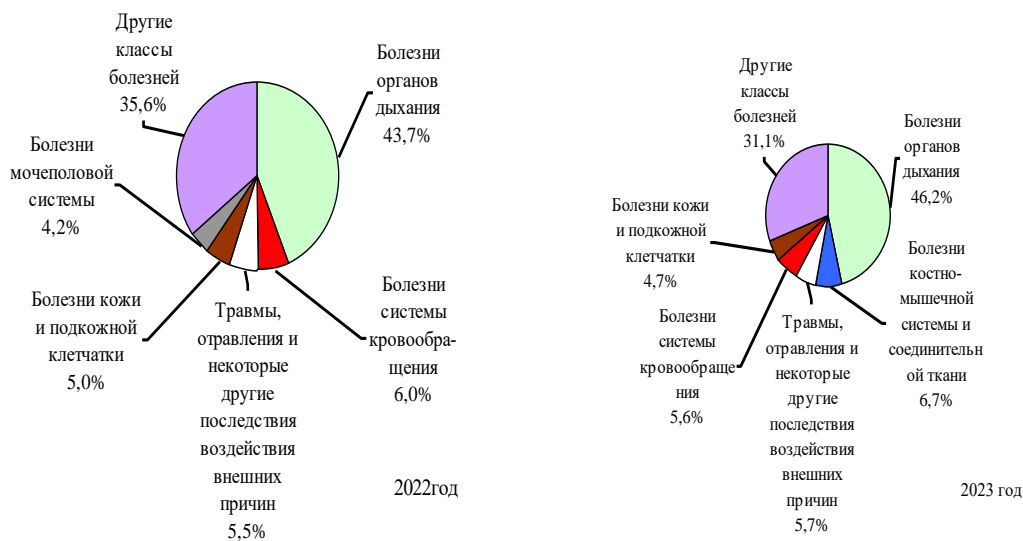 Другие
классы
болезней
35,6%
Болезни
органов
дыхания
43,7%
Болезни
мочеполовой
системы
4,2%
Болезни кожи
и подкожной
клетчатки
5,0%
Травмы,
отравления и
некоторые
другие
последствия
воздействия
внешних
причин
5,5%
Болезни
системы
кровообра-
щения
6,0%
2022год
Другие
классы
болезней
31,1%
Болезни
органов
дыхания
46,2%
Болезни кожи
и подкожной
клетчатки
4,7%
Болезни
системы
кровообраще
ния
5,6%
Травмы,
отравления и
некоторые
другие
последствия
воздействия
внешних
причин
5,7%
Болезни
костно-
мышечной
системы и
соединительн
ой ткани
6,7%
2023 год